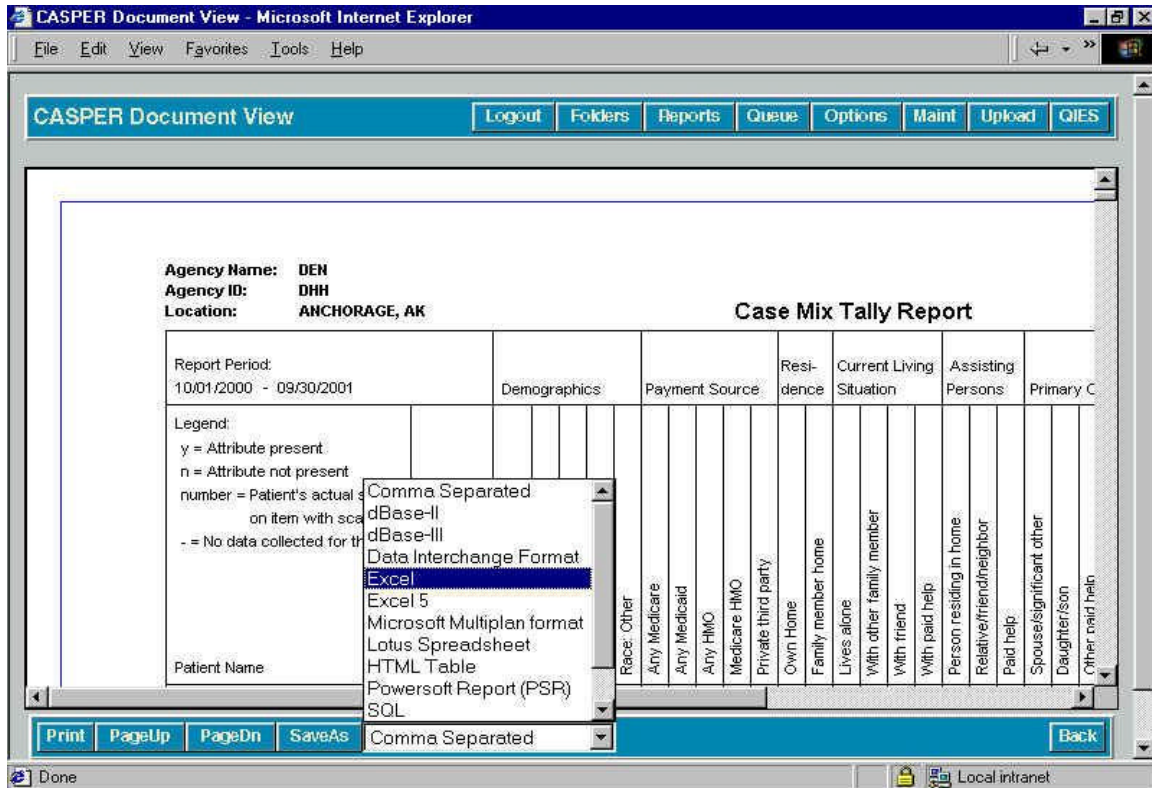 CASPER Document View - Microsoft Internet Explorer
File Edit View Favorites Tools Help
CASPER Document View
Logout Folders Reports Queue Options Maint Upload QIES
Agency Name: DEN
Agency ID: DHH
Location: ANCHORAGE, AK
Case Mix Tally Report
Report Period:
10/01/2000 - 09/30/2001
Demographics
Payment Source
Resi-
dence
Current Living
Situation
Assisting
Persons
Primary C
Legend:
y = Attribute present
n = Attribute not present
number = Patient's actual s
on item with sca
- = No data collected for th
Patient Name
Race: Other
Any Medicare
Any Medicaid
Any HMO
Medicare HMO
Private third party
Own Home
Family member home
Lives alone
With other family member
With friend
With paid help
Person residing in home
Relative/friend/neighbor
Paid help
Spouse/significant other
Daughter/son
Other paid help
Comma Separated
dBase-II
dBase-III
Data Interchange Format
Excel
Excel 5
Microsoft Multiplan format
Lotus Spreadsheet
HTML Table
Powersoft Report (PSR)
SQL
Print PageUp PageDn SaveAs Comma Separated Back
Done
Local intranet